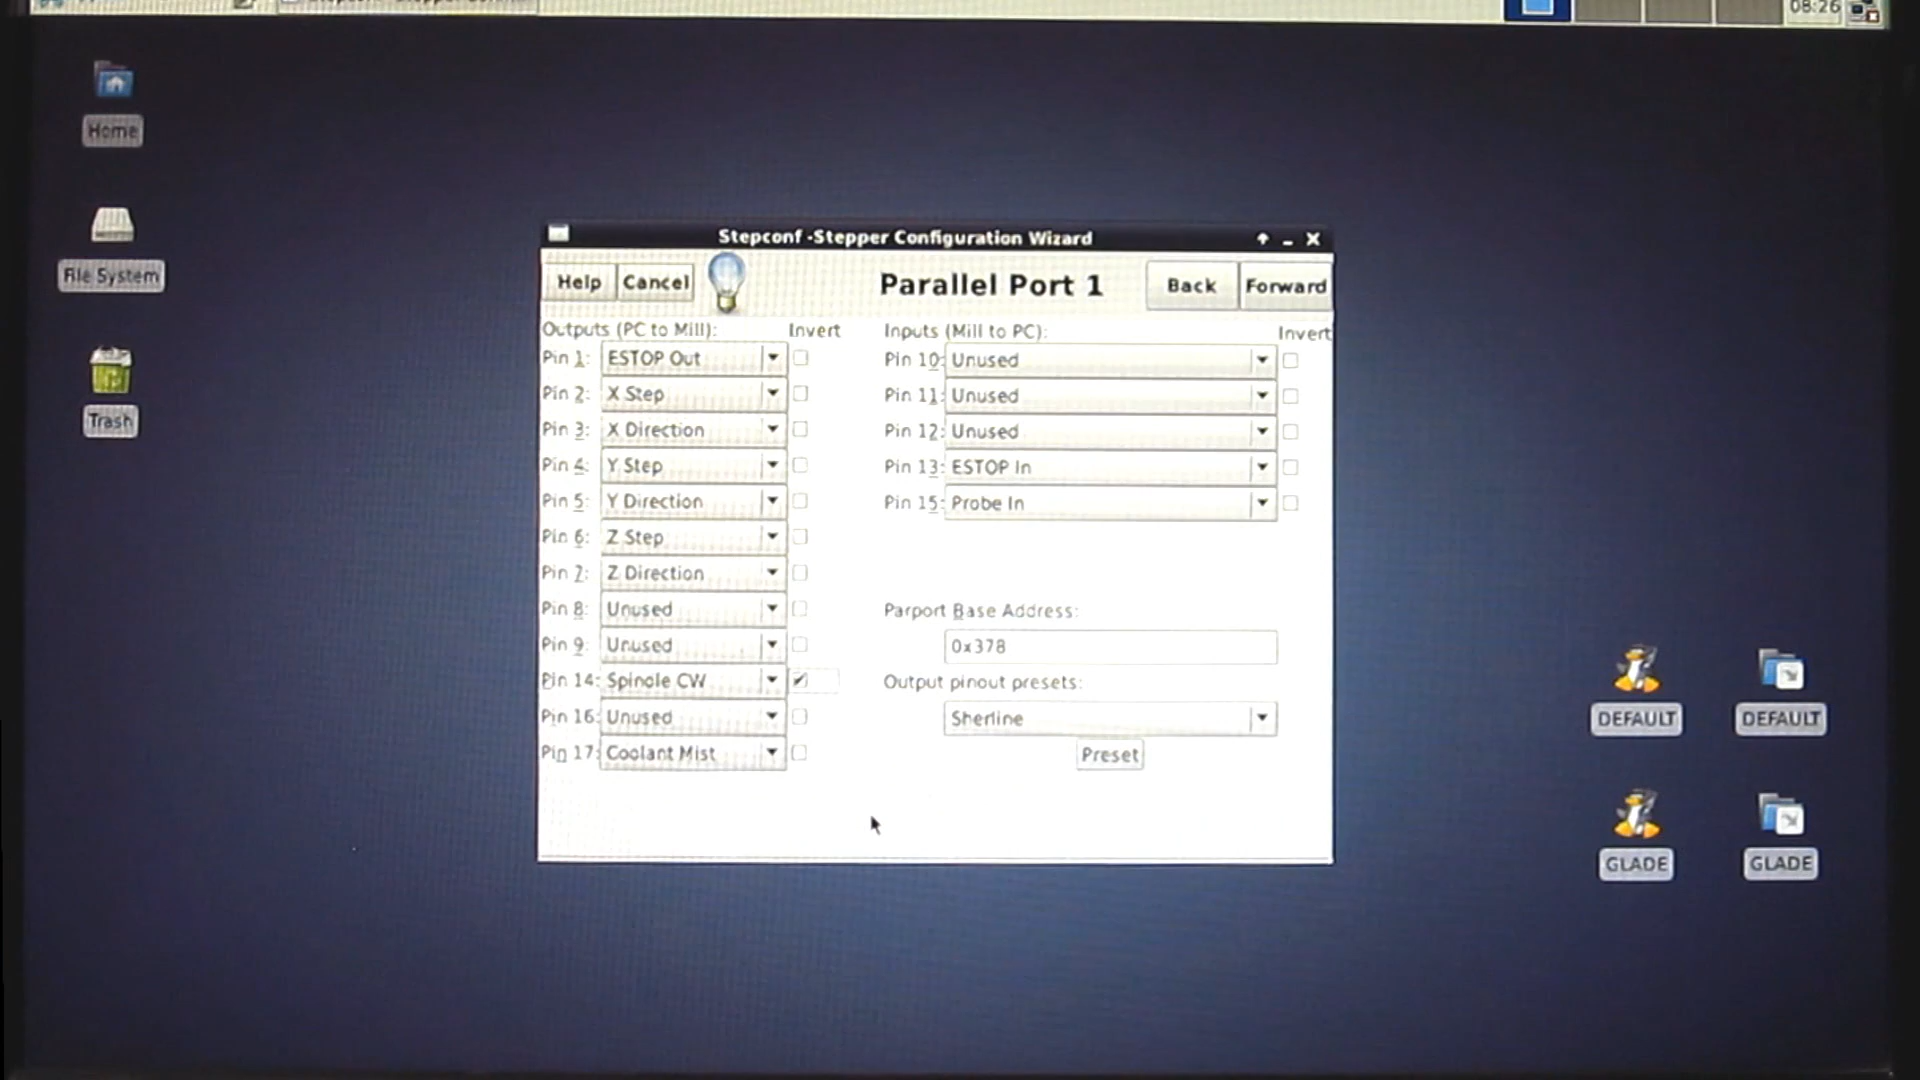 08:26
Home
File System
Trash
Stepconf -Stepper Configuration Wizard
Help Cancel Parallel Port 1 Back Forward
Outputs (PC to Mill): Invert Inputs (Mill to PC): Invert
Pin 1: ESTOP Out Pin 10: Unused
Pin 2: X Step Pin 11: Unused
Pin 3: X Direction Pin 12: Unused
Pin 4: Y Step Pin 13: ESTOP In
Pin 5: Y Direction Pin 15: Probe In
Pin 6: Z Step
Pin 7: Z Direction
Pin 8: Unused Parport Base Address:
Pin 9: Unused 0x378
Pin 14: Spindle CW Output pinout presets:
Pin 16: Unused Sherline
Pin 17: Coolant Mist Preset
DEFAULT DEFAULT
GLADE GLADE